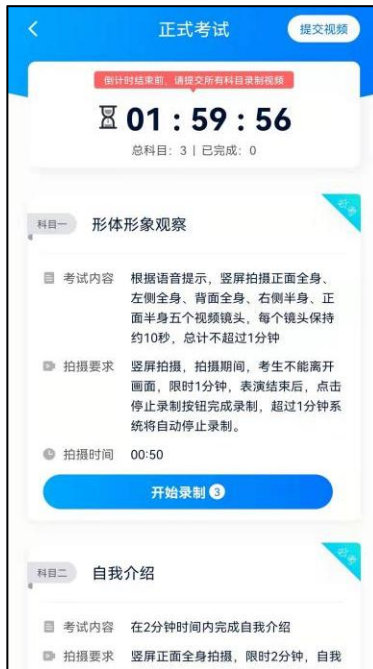 正式考试
提交视频
倒计时结束前，请提交所有科目录制视频
01 : 59 : 56
总科目：3 | 已完成：0
必考
科目一
形体形象观察
考试内容
根据语音提示，竖屏拍摄正面全身、
左侧全身、背面全身、右侧半身、正
面半身五个视频镜头，每个镜头保持
约10秒，总计不超过1分钟
拍摄要求
竖屏拍摄，拍摄期间，考生不能离开
画面，限时1分钟，表演结束后，点击
停止录制按钮完成录制，超过1分钟系
统将自动停止录制。
拍摄时间
00:50
开始录制 3
必考
科目二
自我介绍
考试内容
在2分钟时间内完成自我介绍
拍摄要求
竖屏正面全身拍摄，限时2分钟，自我